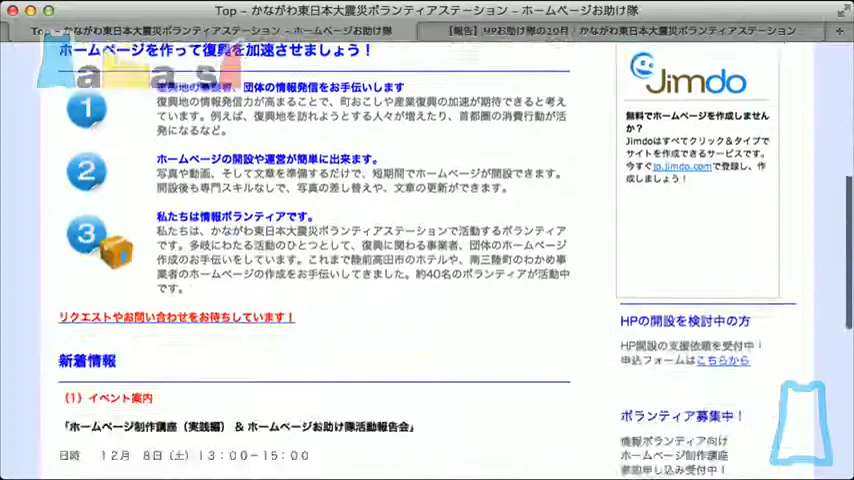 Top - かながわ東日本大震災ボランティアステーション - ホームページお助け隊
Top - かながわ東日本大震災ボランティアステーション - ホームページお助け隊
【報告】HPお助け隊の10月 - かながわ東日本大震災ボランティアステーション
ホームページを作って復興を加速させましょう！
1
団体の情報発信をお手伝いします
復興地の情報発信力が高まることで、町おこしや産業復興の加速が期待できると考え
ています。例えば、復興地を訪れようとする人々が増えたり、首都圏の消費行動が活
発になるなど。
2
ホームページの開設や運営が簡単に出来ます。
写真や動画、そして文章を準備するだけで、短期間でホームページが開設できます。
開設後も専門スキルなしで、写真の差し替えや、文章の更新ができます。
3
私たちは情報ボランティアです。
私たちは、かながわ東日本大震災ボランティアステーションで活動するボランティア
です。多岐にわたる活動のひとつとして、復興に関わる事業者、団体のホームページ
作成のお手伝いをしています。これまで陸前高田市のホテルや、南三陸町のわかめ事
業者のホームページの作成をお手伝いしてきました。約40名のボランティアが活動中
です。
リクエストやお問い合わせをお待ちしています！
新着情報
（1）イベント案内
「ホームページ制作講座（実践編）＆ ホームページお助け隊活動報告会」
日時　１２月　８日（土）１３：００－１５：００
Jimdo
無料でホームページを作成しません
か？
Jimdoはすべてクリック＆タイプで
サイトを作成できるサービスです。
今すぐjp.jimdo.comで登録し、作
成しましょう！
HPの開設を検討中の方
HP開設の支援依頼を受付中！
申込フォームはこちらから
ボランティア募集中！
情報ボランティア向け
ホームページ制作講座
参加申し込み受付中！